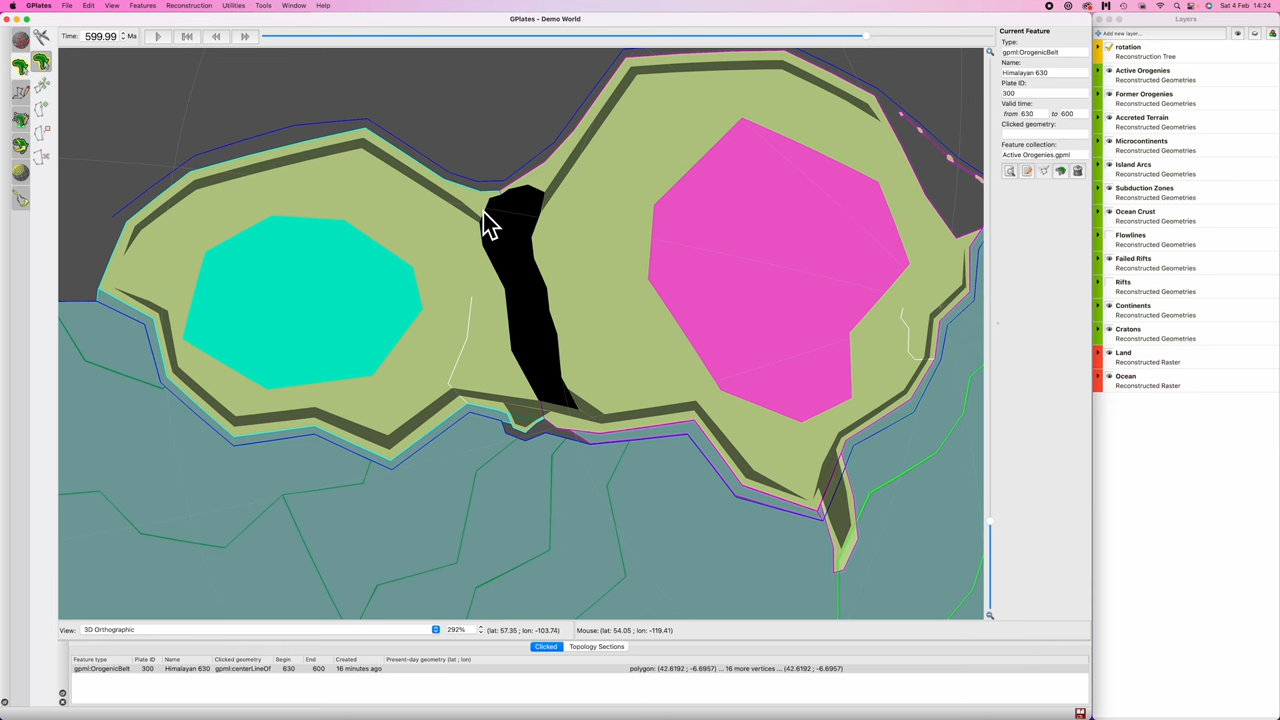 GPlates File Edit View Features Reconstruction Utilities Tools Window Help Sat 4 Feb 14:24
GPlates - Demo World
Time: 599.99 Ma
Current Feature
Type:
gpml:OrogenicBelt
Name:
Himalayan 630
Plate ID:
300
Valid time:
from 630 to 600
Clicked geometry:
Feature collection:
Active Orogenies.gpml
Layers
Add new layer...
rotation
Reconstruction Tree
Active Orogenies
Reconstructed Geometries
Former Orogenies
Reconstructed Geometries
Accreted Terrain
Reconstructed Geometries
Microcontinents
Reconstructed Geometries
Island Arcs
Reconstructed Geometries
Subduction Zones
Reconstructed Geometries
Ocean Crust
Reconstructed Geometries
Flowlines
Reconstructed Geometries
Failed Rifts
Reconstructed Geometries
Rifts
Reconstructed Geometries
Continents
Reconstructed Geometries
Cratons
Reconstructed Geometries
Land
Reconstructed Raster
Ocean
Reconstructed Raster
View: 3D Orthographic 292% (lat: 57.35 ; lon: -103.74) Mouse: (lat: 54.05 ; lon: -119.41)
Clicked Topology Sections
Feature type Plate ID Name Clicked geometry Begin End Created Present-day geometry (lat ; lon)
gpml:OrogenicBelt 300 Himalayan 630 gpml:centerLineOf 630 600 16 minutes ago polygon: (42.6192 ; -6.6957) ... 16 more vertices ... (42.6192 ; -6.6957)